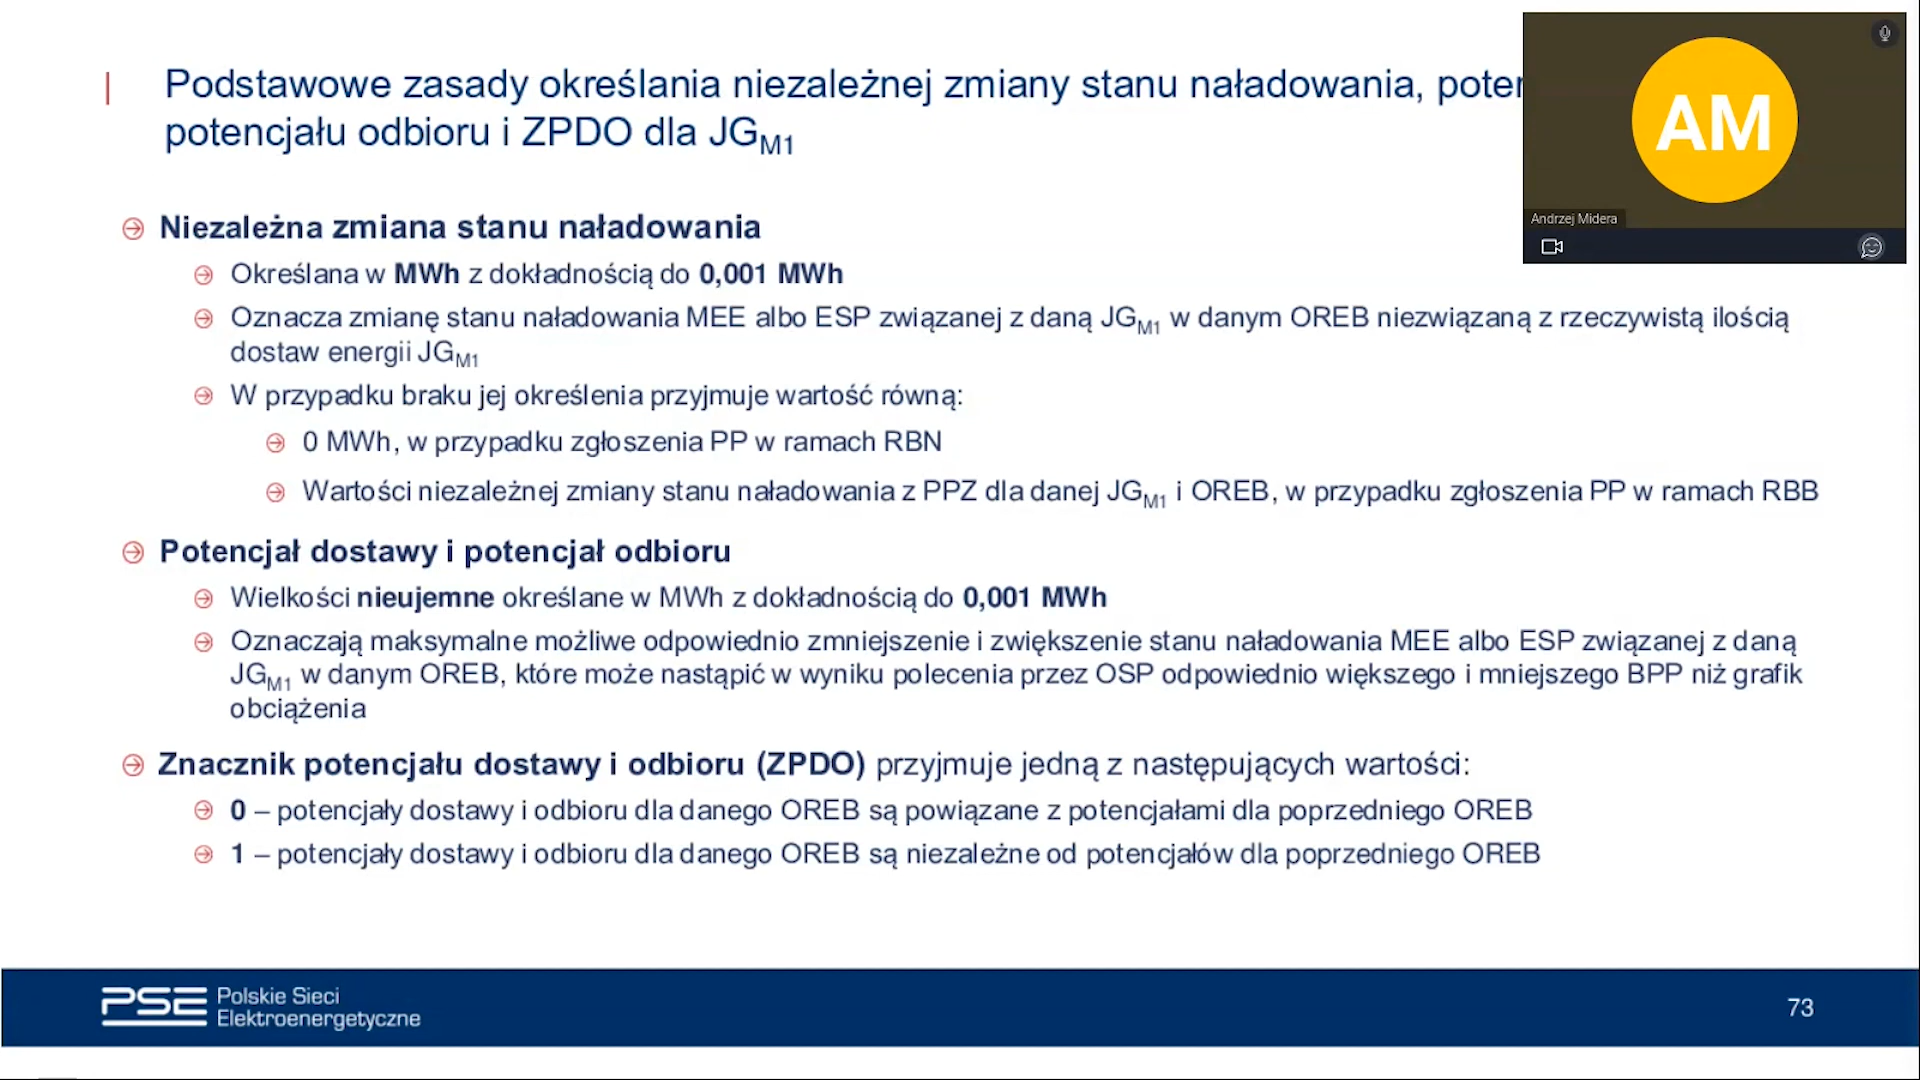 Podstawowe zasady określania niezależnej zmiany stanu naładowania,
potencjału odbioru i ZPDO dla JGM1
AM
Andrzej Midera
Niezależna zmiana stanu naładowania
Określana w MWh z dokładnością do 0,001 MWh
Oznacza zmianę stanu naładowania MEE albo ESP związanej z daną JGM1 w danym OREB niezwiązaną z rzeczywistą ilością
dostaw energii JGM1
W przypadku braku jej określenia przyjmuje wartość równą:
0 MWh, w przypadku zgłoszenia PP w ramach RBN
Wartości niezależnej zmiany stanu naładowania z PPZ dla danej JGM1 i OREB, w przypadku zgłoszenia PP w ramach RBB
Potencjał dostawy i potencjał odbioru
Wielkości nieujemne określane w MWh z dokładnością do 0,001 MWh
Oznaczają maksymalne możliwe odpowiednio zmniejszenie i zwiększenie stanu naładowania MEE albo ESP związanej z daną
JGM1 w danym OREB, które może nastąpić w wyniku polecenia przez OSP odpowiednio większego i mniejszego BPP niż grafik
obciążenia
Znacznik potencjału dostawy i odbioru (ZPDO) przyjmuje jedną z następujących wartości:
0 – potencjały dostawy i odbioru dla danego OREB są powiązane z potencjałami dla poprzedniego OREB
1 – potencjały dostawy i odbioru dla danego OREB są niezależne od potencjałów dla poprzedniego OREB
PSE Polskie Sieci
Elektroenergetyczne
73